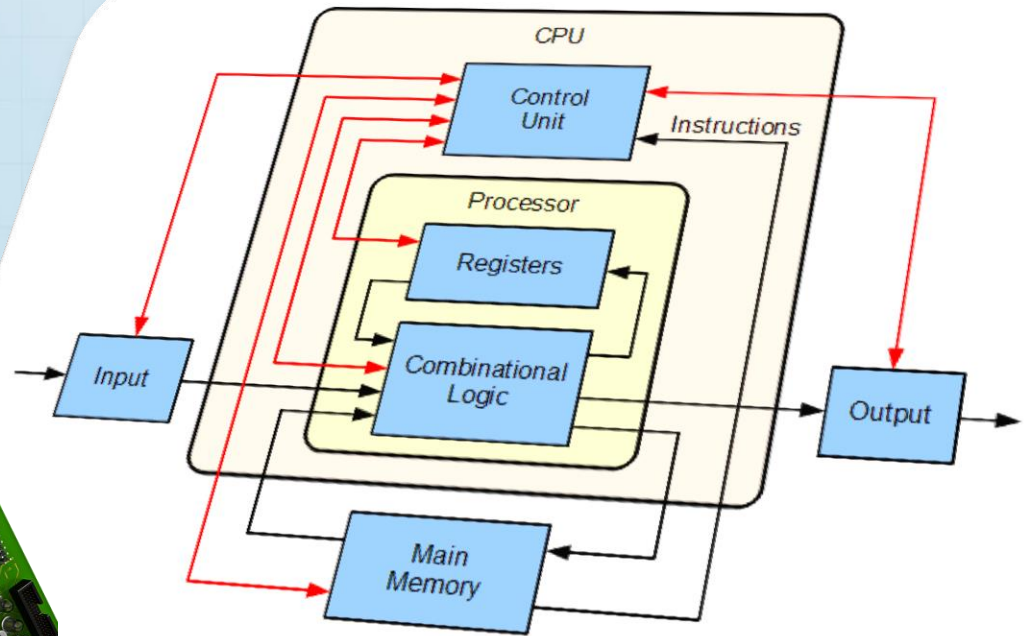 CPU
Control
Unit
Instructions
Processor
Registers
Input
Combinational
Logic
Output
Main
Memory